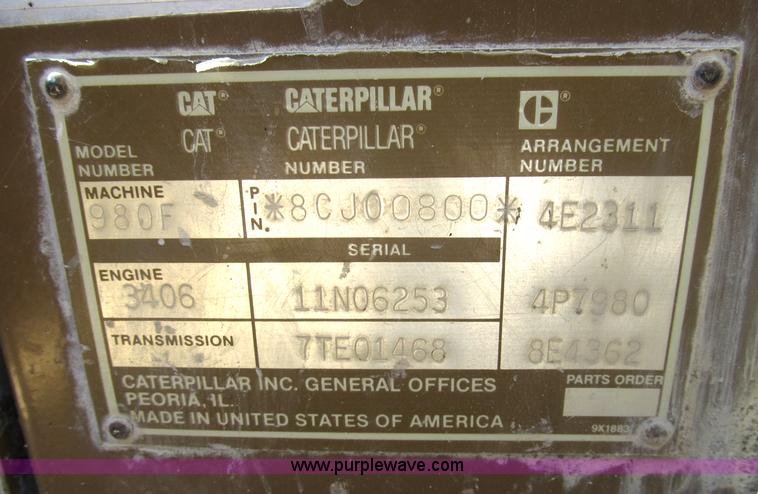 CAT® CATERPILLAR® C®
CAT® CATERPILLAR®
MODEL NUMBER NUMBER ARRANGEMENT NUMBER
MACHINE 980F PIN. *8CJ00800* 4E2311
SERIAL
ENGINE 3406 11N06253 4P7980
TRANSMISSION 7TE01468 8E4362
CATERPILLAR INC. GENERAL OFFICES PARTS ORDER
PEORIA, IL.
MADE IN UNITED STATES OF AMERICA 9X1883
www.purplewave.com